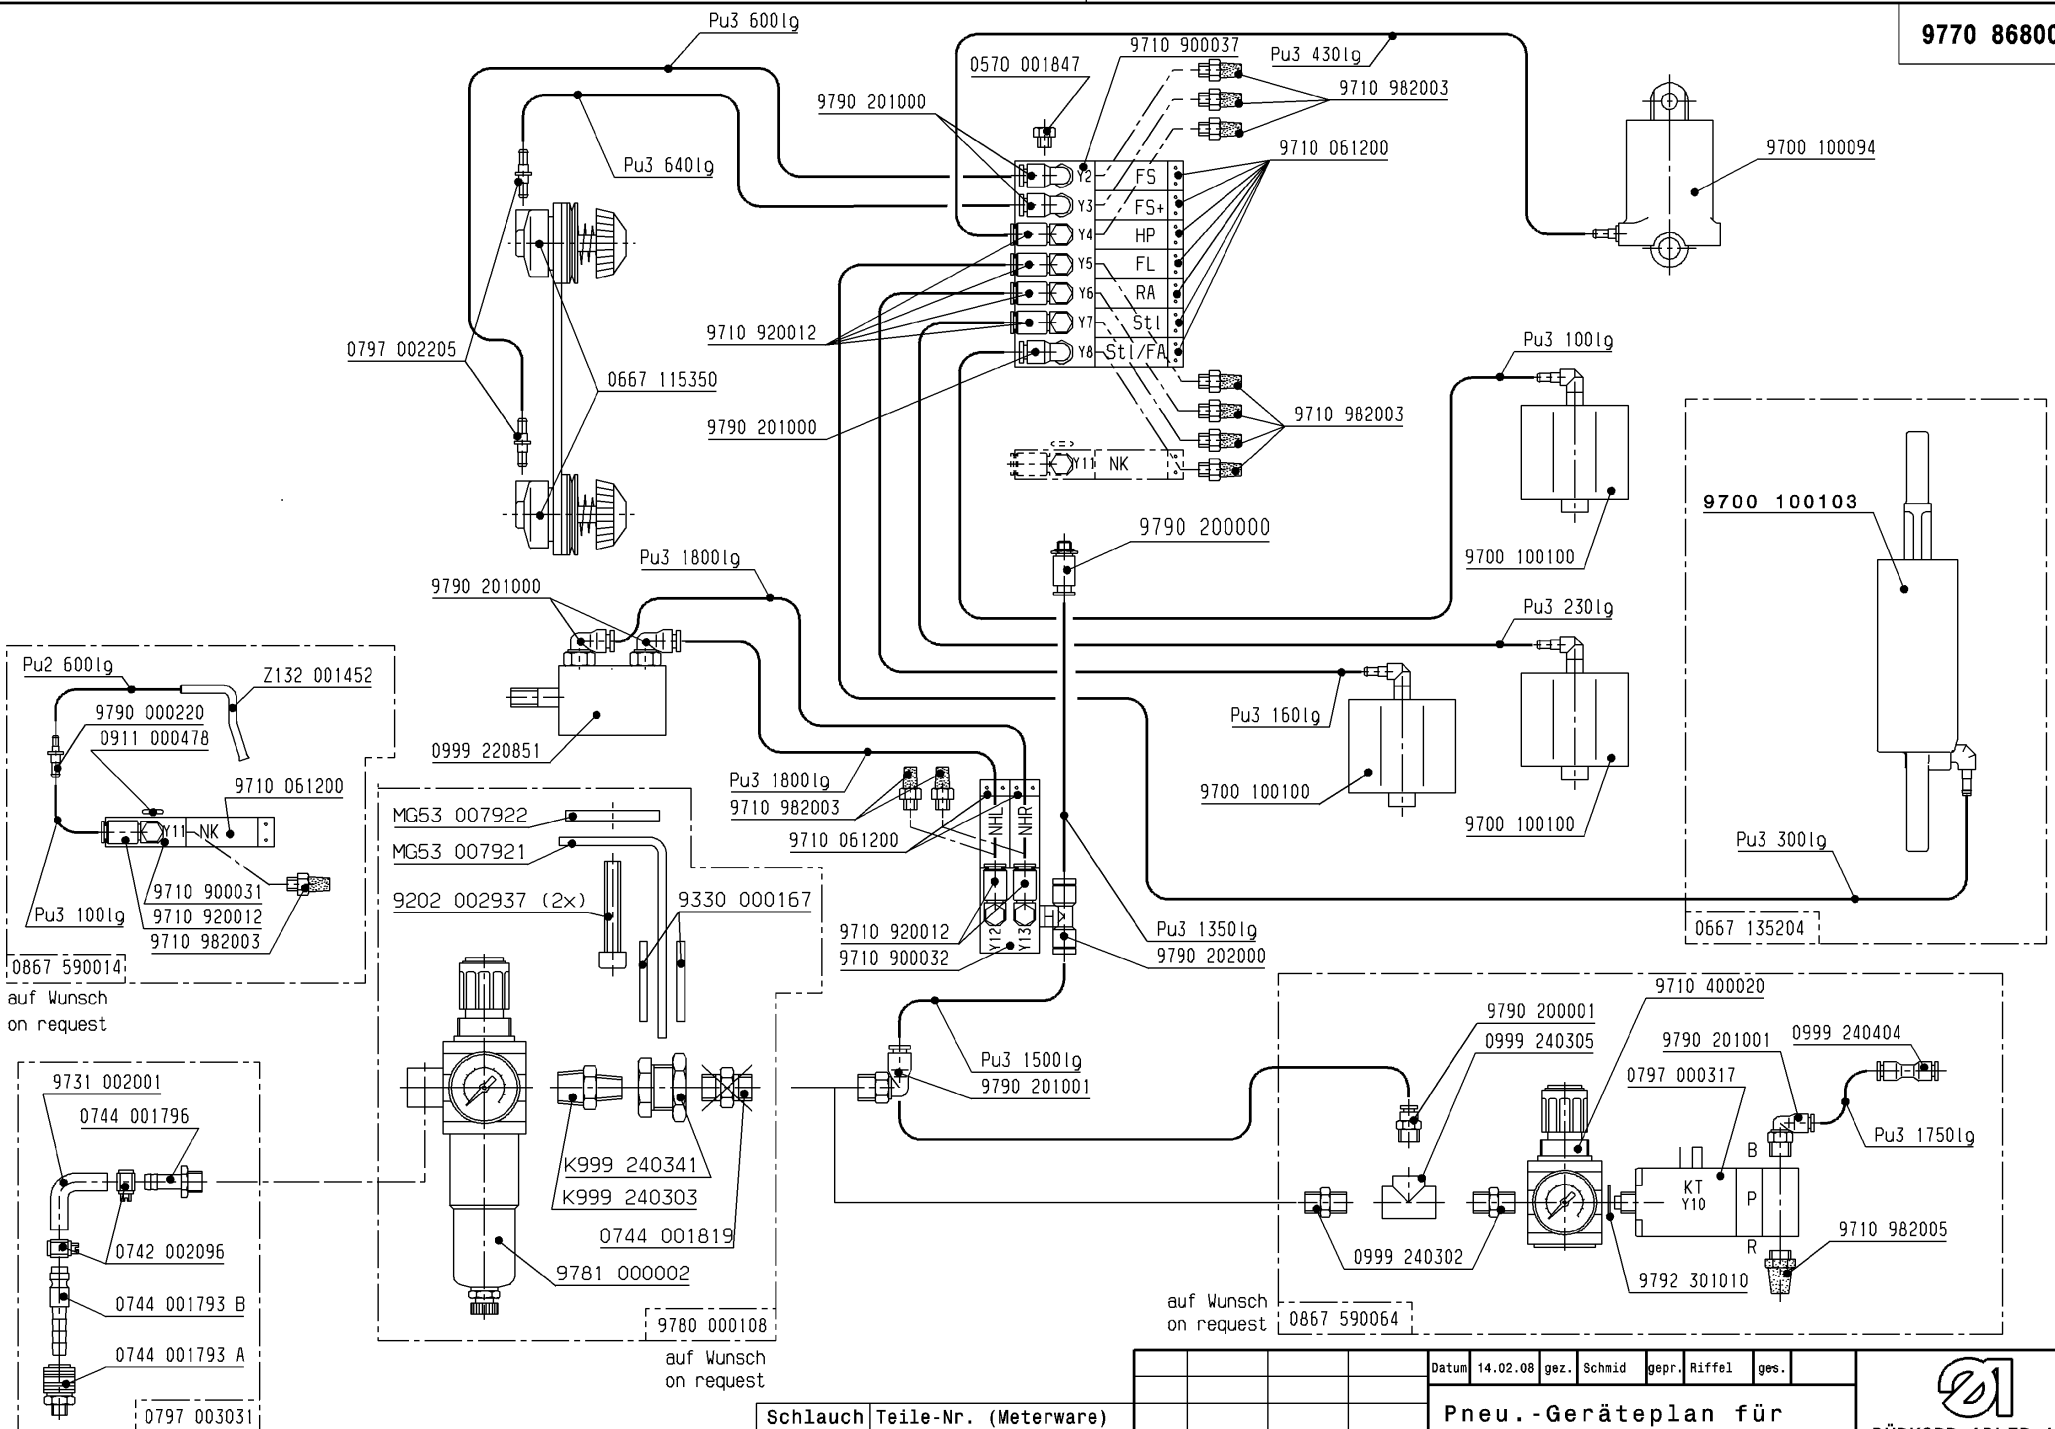 Pu3 600lg
9770 86800
9710 900037
Pu3 430lg
0570 001847
9710 982003
9790 201000
Pu3 640lg
9710 061200
9700 100094
Y2 FS
Y3 FS+
Y4 HP
Y5 FL
Y6 RA
Y7 Stl
Y8 Stl/FA
9710 920012
0797 002205
0667 115350
Pu3 100lg
9790 201000
9710 982003
Y11 NK
9700 100103
9790 200000
9700 100100
Pu3 1800lg
9790 201000
Pu3 230lg
Pu2 600lg
Z132 001452
9790 000220
0911 000478
Pu3 160lg
0999 220851
9710 061200
Pu3 1800lg
9710 982003
9700 100100
MG53 007922
NHL
NHR
Y11 NK
9710 061200
9700 100100
MG53 007921
Pu3 300lg
9710 900031
9202 002937 (2x)
9330 000167
Pu3 100lg
9710 920012
9710 920012
Y12
Y13
Pu3 1350lg
0667 135204
9710 982003
9710 900032
9790 202000
0867 590014
auf Wunsch
on request
9710 400020
9790 200001
9790 201001
0999 240404
0999 240305
Pu3 1500lg
0797 000317
9731 002001
9790 201001
0744 001796
Pu3 1750lg
B
K999 240341
KT
Y10
P
K999 240303
0744 001819
9710 982005
R
0742 002096
0999 240302
9781 000002
9792 301010
0744 001793 B
auf Wunsch
on request
0867 590064
9780 000108
0744 001793 A
auf Wunsch
on request
Datum 14.02.08 gez. Schmid gepr. Riffel ges.
0797 003031
Schlauch Teile-Nr. (Meterware)
Pneu.-Geräteplan für